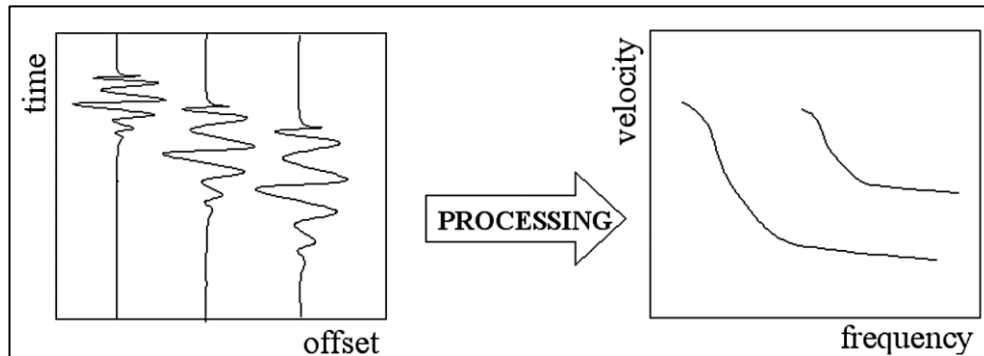 time
offset
PROCESSING
velocity
frequency